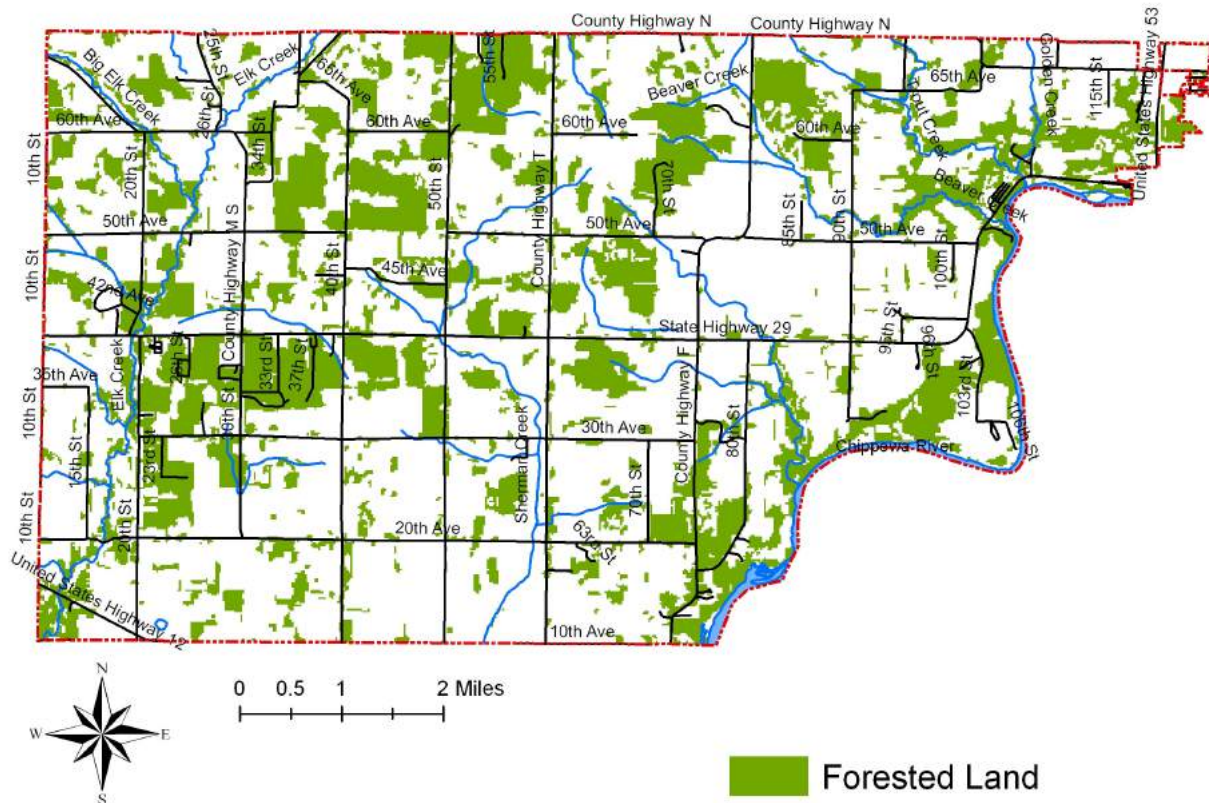 County Highway N
County Highway N
United States Highway 53
25th St
Elk Creek
Big Elk Creek
65th Ave
55th St
Beaver Creek
65th Ave
Golden Creek
115th St
26th St
Trout Creek
60th Ave
34th St
60th Ave
60th Ave
60th Ave
10th St
20th St
50th St
County Highway T
70th St
Beaver Creek
50th Ave
County Highway M S
50th Ave
85th St
90th St
50th Ave
10th St
40th St
45th Ave
100th St
42nd Ave
State Highway 29
95th St
96th St
35th Ave
Elk Creek
33rd St
37th St
103rd St
10th St
30th Ave
County Highway F
80th St
Chippewa River
15th St
23rd St
Sherman Creek
70th St
10th St
20th St
20th Ave
63rd St
United States Highway 12
10th Ave
N
W
E
S
0 0.5 1 2 Miles
Forested Land